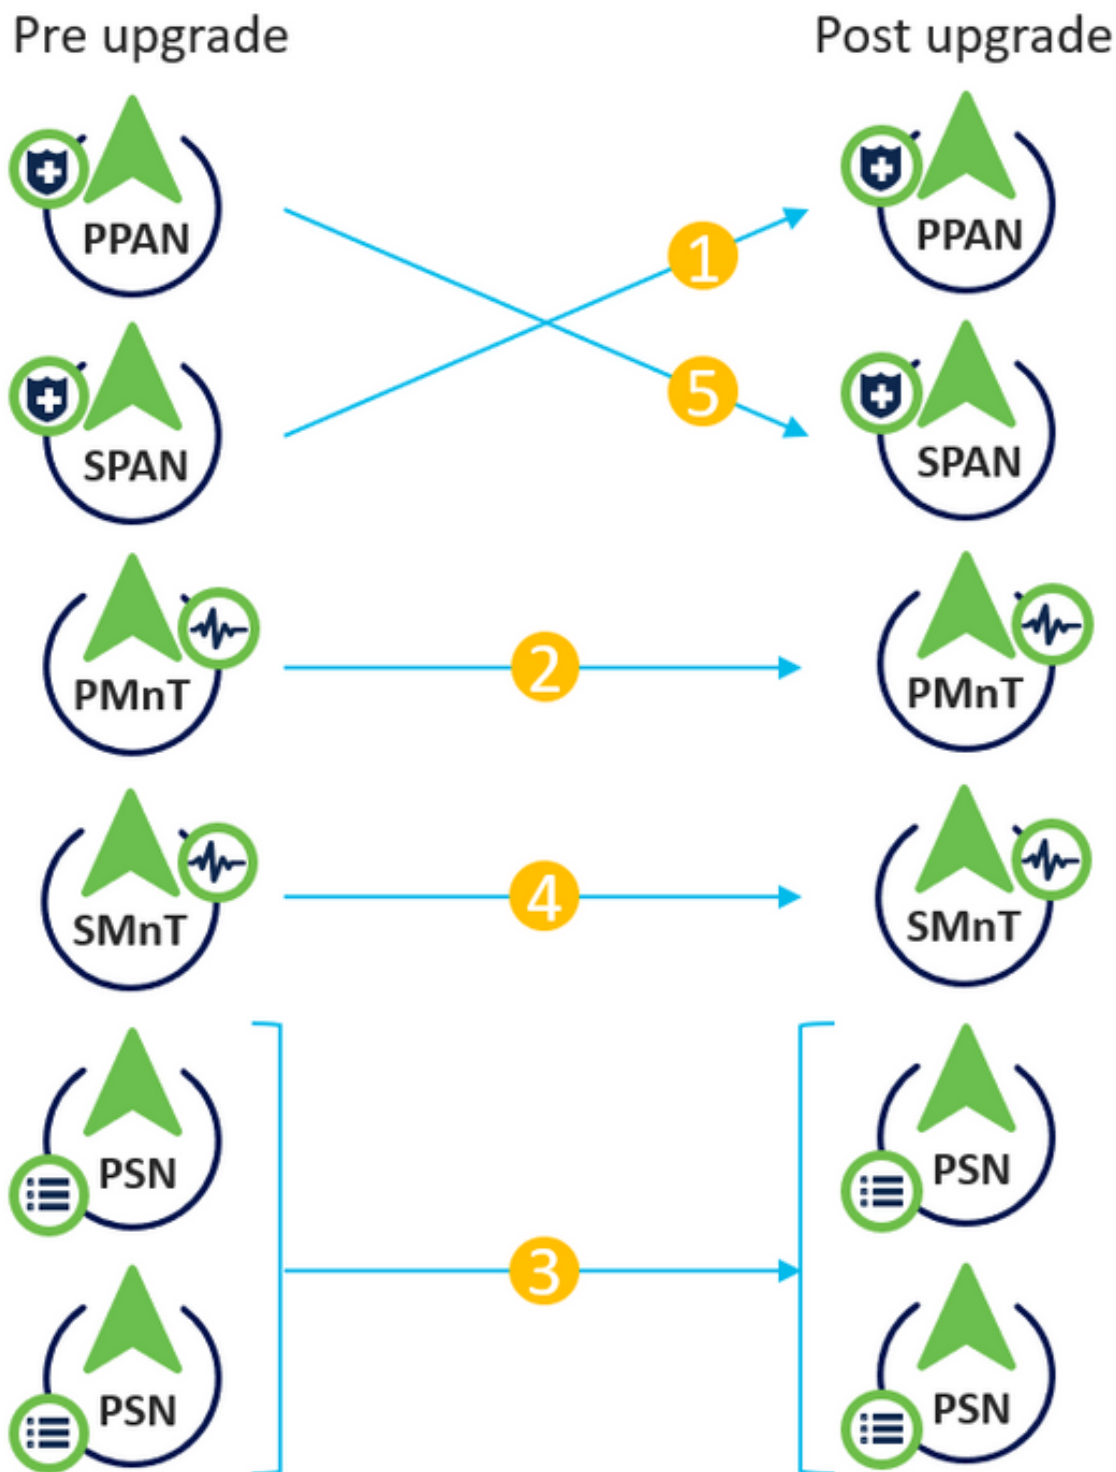 Pre upgrade
Post upgrade
PPAN
1
PPAN
SPAN
5
SPAN
PMnT
2
PMnT
SMnT
4
SMnT
PSN
PSN
3
PSN
PSN